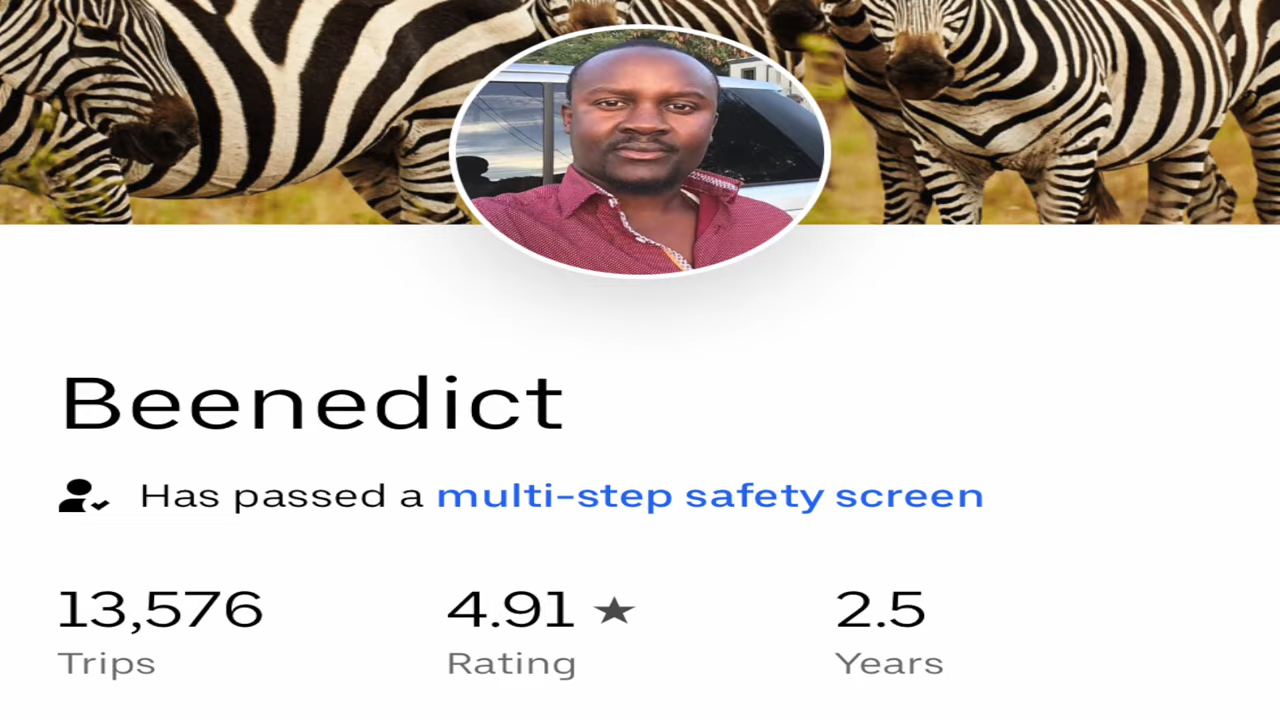 Beenedict
Has passed a multi-step safety screen
13,576 4.91 ★ 2.5
Trips Rating Years